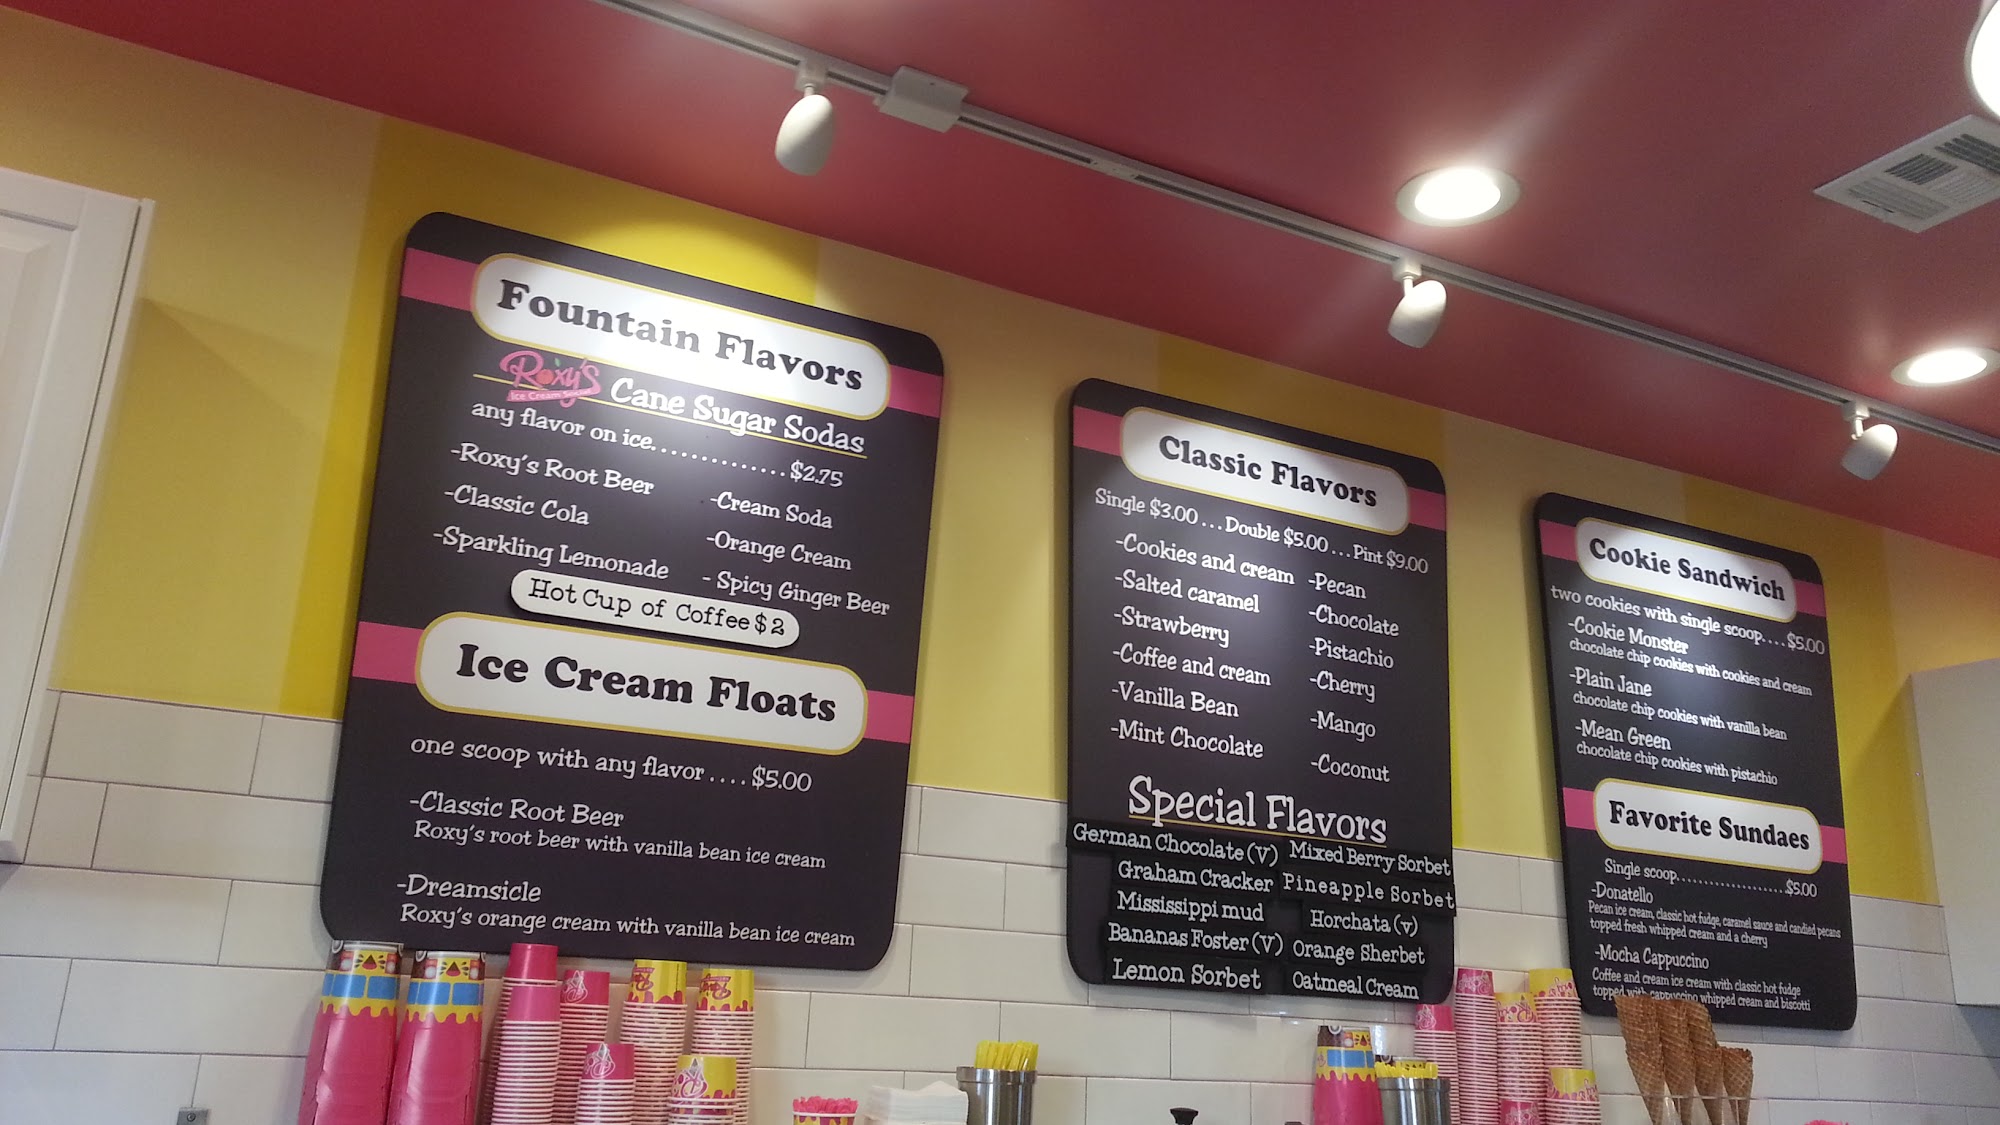 Fountain Flavors
Roxy's
Ice Cream Social
Cane Sugar Sodas
any flavor on ice.............. $2.75
-Roxy's Root Beer
-Classic Cola
-Sparkling Lemonade
-Cream Soda
-Orange Cream
- Spicy Ginger Beer
Hot Cup of Coffee $2
Ice Cream Floats
one scoop with any flavor .... $5.00
-Classic Root Beer
Roxy's root beer with vanilla bean ice cream
-Dreamsicle
Roxy's orange cream with vanilla bean ice cream
Classic Flavors
Single $3.00 ... Double $5.00 ... Pint $9.00
-Cookies and cream
-Salted caramel
-Strawberry
-Coffee and cream
-Vanilla Bean
-Mint Chocolate
-Pecan
-Chocolate
-Pistachio
-Cherry
-Mango
-Coconut
Special Flavors
German Chocolate (V)
Graham Cracker
Mississippi mud
Bananas Foster (V)
Lemon Sorbet
Mixed Berry Sorbet
Pineapple Sorbet
Horchata (v)
Orange Sherbet
Oatmeal Cream
Cookie Sandwich
two cookies with single scoop.... $5.00
-Cookie Monster
chocolate chip cookies with cookies and cream
-Plain Jane
chocolate chip cookies with vanilla bean
-Mean Green
chocolate chip cookies with pistachio
Favorite Sundaes
Single scoop.....................$5.00
-Donatello
Pecan ice cream, classic hot fudge, caramel sauce and candied pecans
topped fresh whipped cream and a cherry
-Mocha Cappuccino
Coffee and cream ice cream with classic hot fudge
topped with cappuccino whipped cream and biscotti